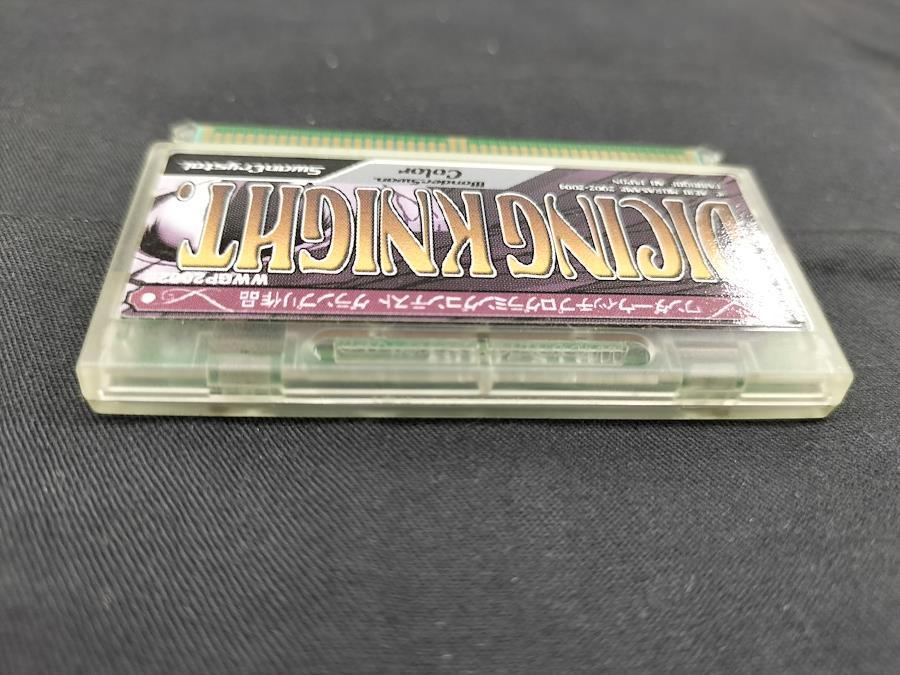 ワンダーウィッチプログラミングコンテスト グランプリ作品
WWGP2002
DICING KNIGHT.
WonderSwan
Color
SwanCrystal